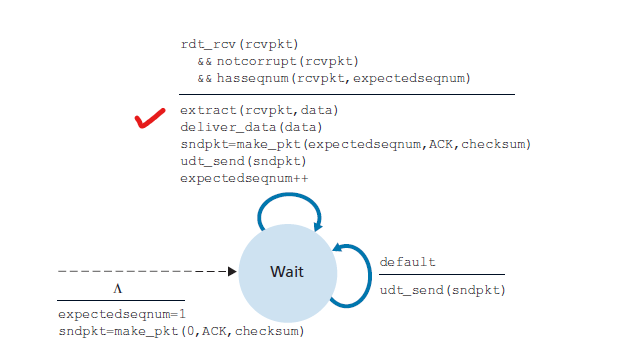 rdt_rcv(rcvpkt)
&& notcorrupt(rcvpkt)
&& hasseqnum(rcvpkt,expectedseqnum)
extract(rcvpkt,data)
deliver_data(data)
sndpkt=make_pkt(expectedseqnum,ACK,checksum)
udt_send(sndpkt)
expectedseqnum++
Wait
default
udt_send(sndpkt)
Λ
expectedseqnum=1
sndpkt=make_pkt(0,ACK,checksum)